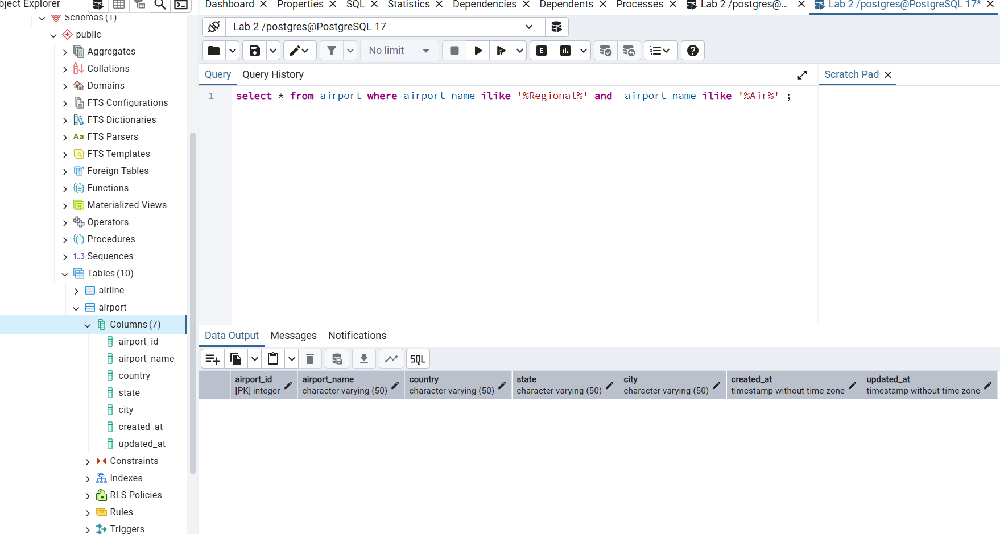 bject Explorer
Dashboard Properties SQL Statistics Dependencies Dependents Processes Lab 2 /postgres@... Lab 2 /postgres@PostgreSQL 17*
Schemas (1)
public
Aggregates
Collations
Domains
FTS Configurations
FTS Dictionaries
Aa FTS Parsers
FTS Templates
Foreign Tables
Functions
Materialized Views
Operators
Procedures
1..3 Sequences
Tables (10)
airline
airport
Columns (7)
airport_id
airport_name
country
state
city
created_at
updated_at
Constraints
Indexes
RLS Policies
Rules
Triggers
Lab 2 /postgres@PostgreSQL 17
No limit
E
Query Query History
Scratch Pad
1 select * from airport where airport_name ilike '%Regional%' and  airport_name ilike '%Air%' ;
Data Output Messages Notifications
SQL
airport_id
[PK] integer
airport_name
character varying (50)
country
character varying (50)
state
character varying (50)
city
character varying (50)
created_at
timestamp without time zone
updated_at
timestamp without time zone